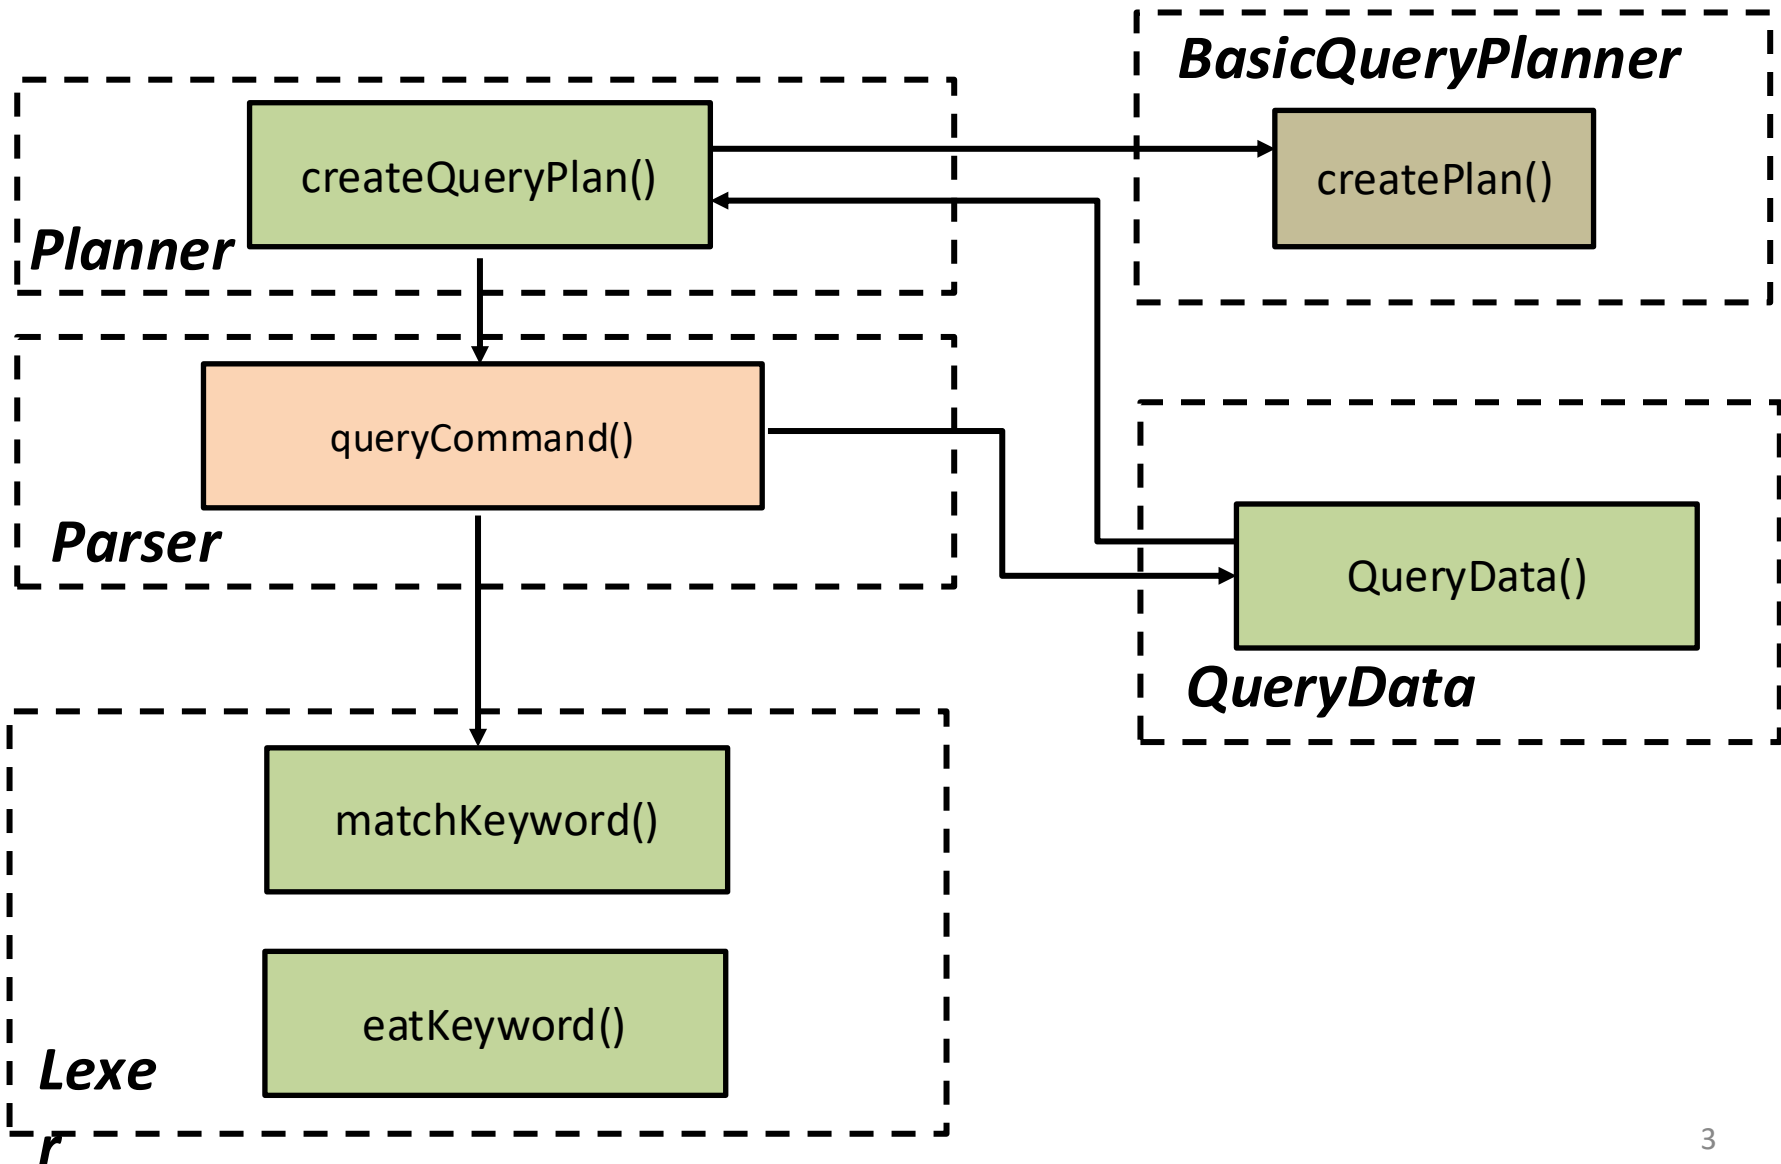 BasicQueryPlanner
createQueryPlan()
createPlan()
Planner
queryCommand()
Parser
QueryData()
QueryData
matchKeyword()
eatKeyword()
Lexe
r
3